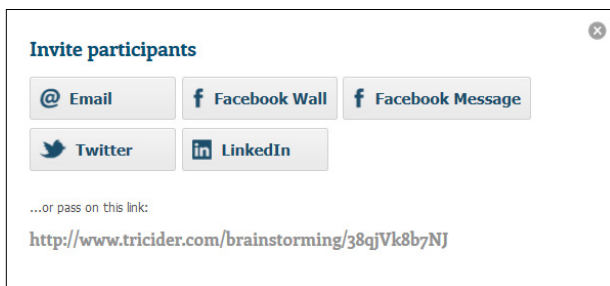 Invite participants
@ Email f Facebook Wall f Facebook Message
Twitter in LinkedIn
...or pass on this link:
http://www.tricider.com/brainstorming/38qjVk8b7NJ